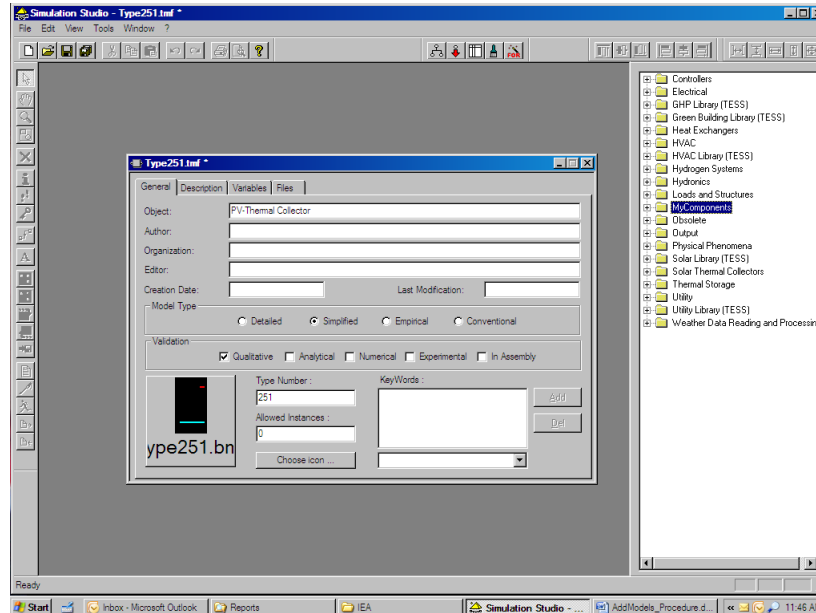 Simulation Studio - Type251.tmf *
File Edit View Tools Window ?
FOR
Controllers
Electrical
GHP Library (TESS)
Green Building Library (TESS)
Heat Exchangers
HVAC
HVAC Library (TESS)
Hydrogen Systems
Hydronics
Loads and Structures
MyComponents
Obsolete
Output
Physical Phenomena
Solar Library (TESS)
Solar Thermal Collectors
Thermal Storage
Utility
Utility Library (TESS)
Weather Data Reading and Processin
Type251.tmf *
General Description Variables Files
Object: PV-Thermal Collector
Author:
Organization:
Editor:
Creation Date: Last Modification:
Model Type
Detailed Simplified Empirical Conventional
Validation
Qualitative Analytical Numerical Experimental In Assembly
Type Number : KeyWords :
251
Add
Allowed Instances :
0
Del
ype251.bn
Choose icon ...
Ready
Start Inbox - Microsoft Outlook Reports IEA Simulation Studio - ... AddModels_Procedure.d... 11:46 A